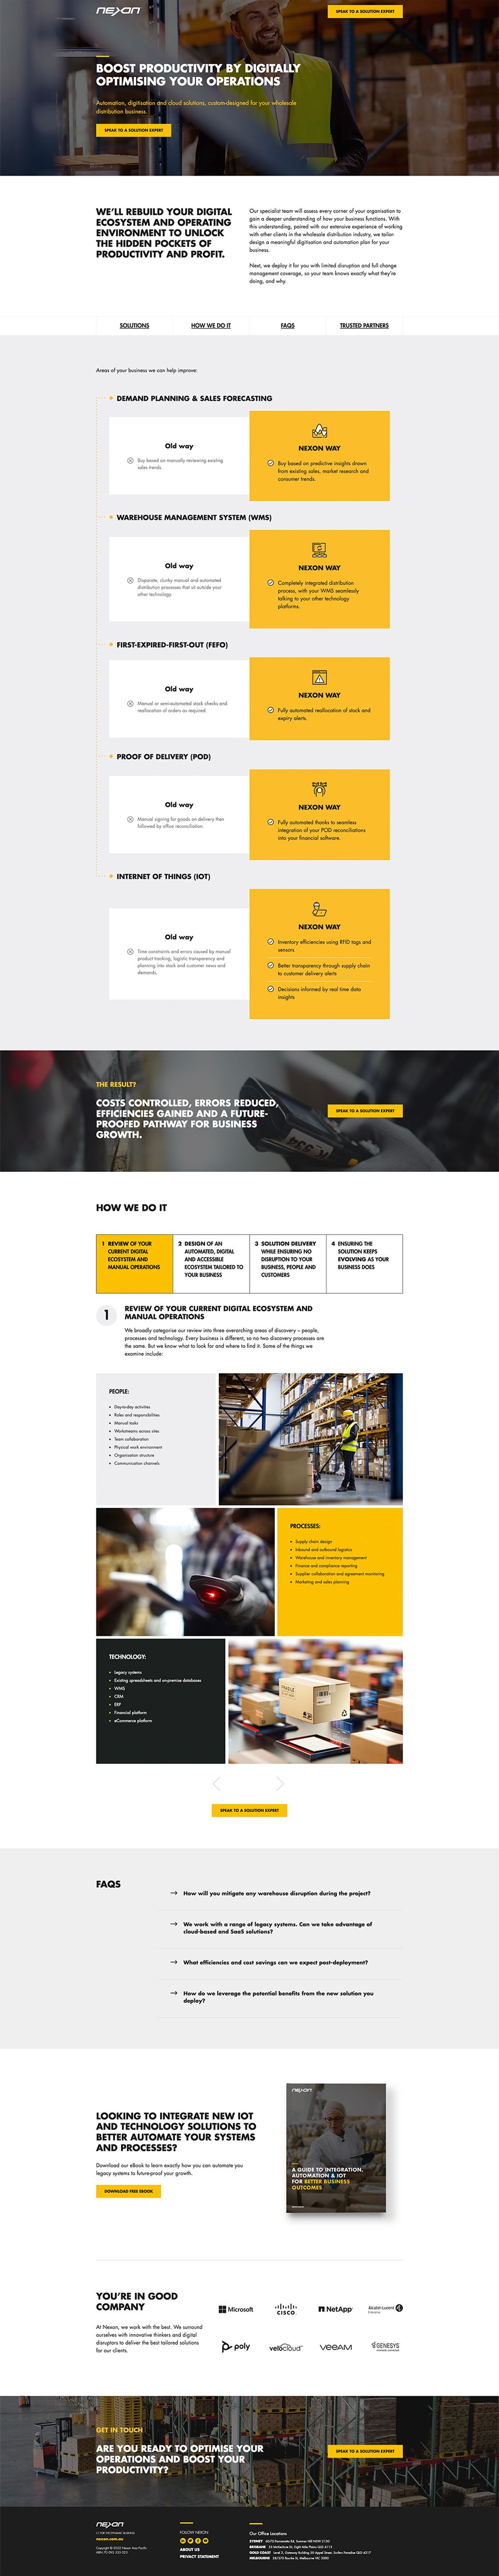 nexon
SPEAK TO A SOLUTION EXPERT
BOOST PRODUCTIVITY BY DIGITALLY
OPTIMISING YOUR OPERATIONS
Automation, digitisation and cloud solutions, custom-designed for your wholesale
distribution business.
SPEAK TO A SOLUTION EXPERT
WE'LL REBUILD YOUR DIGITAL
ECOSYSTEM AND OPERATING
ENVIRONMENT TO UNLOCK
THE HIDDEN POCKETS OF
PRODUCTIVITY AND PROFIT.
Our specialist team will assess every corner of your organisation to
gain a deeper understanding of how your business functions. With
this understanding, paired with our extensive experience of working
with other clients in the wholesale distribution industry, we tailor-
design a meaningful digitisation and automation plan for your
business.
Next, we deploy it for you with limited disruption and full change
management coverage, so your team knows exactly what they're
doing, and why.
SOLUTIONS
HOW WE DO IT
FAQS
TRUSTED PARTNERS
Areas of your business we can help improve:
DEMAND PLANNING & SALES FORECASTING
Old way
Buy based on manually reviewing existing
sales trends.
NEXON WAY
Buy based on predictive insights drawn
from existing sales, market research and
consumer trends.
WAREHOUSE MANAGEMENT SYSTEM (WMS)
Old way
Disparate, clunky manual and automated
distribution processes that sit outside your
other technology.
NEXON WAY
Completely integrated distribution
process, with your WMS seamlessly
talking to your other technology
platforms.
FIRST-EXPIRED-FIRST-OUT (FEFO)
Old way
Manual or semi-automated stock checks and
reallocation of orders as required.
NEXON WAY
Fully automated reallocation of stock and
expiry alerts.
PROOF OF DELIVERY (POD)
Old way
Manual signing for goods on delivery then
followed by office reconciliation.
NEXON WAY
Fully automated thanks to seamless
integration of your POD reconciliations
into your financial software.
INTERNET OF THINGS (IOT)
Old way
Time constraints and errors caused by manual
product tracking, logistic transparency and
planning into stock and customer news and
demands.
NEXON WAY
Inventory efficiencies using RFID tags and
sensors
Better transparency through supply chain
to customer delivery alerts
Decisions informed by real time data
insights
THE RESULT?
COSTS CONTROLLED, ERRORS REDUCED,
EFFICIENCIES GAINED AND A FUTURE-
PROOFED PATHWAY FOR BUSINESS
GROWTH.
SPEAK TO A SOLUTION EXPERT
HOW WE DO IT
1 REVIEW OF YOUR
CURRENT DIGITAL
ECOSYSTEM AND
MANUAL OPERATIONS
2 DESIGN OF AN
AUTOMATED, DIGITAL
AND ACCESSIBLE
ECOSYSTEM TAILORED TO
YOUR BUSINESS
3 SOLUTION DELIVERY
WHILE ENSURING NO
DISRUPTION TO YOUR
BUSINESS, PEOPLE AND
CUSTOMERS
4 ENSURING THE
SOLUTION KEEPS
EVOLVING AS YOUR
BUSINESS DOES
1
REVIEW OF YOUR CURRENT DIGITAL ECOSYSTEM AND
MANUAL OPERATIONS
We broadly categorise our review into three overarching areas of discovery – people,
processes and technology. Every business is different, so no two discovery processes are
the same. But we know what to look for and where to find it. Some of the things we
examine include:
PEOPLE:
Day-to-day activities
Roles and responsibilities
Manual tasks
Workstreams across sites
Team collaboration
Physical work environment
Organisation structure
Communication channels
PROCESSES:
Supply chain design
Inbound and outbound logistics
Warehouse and inventory management
Finance and compliance reporting
Supplier collaboration and agreement monitoring
Marketing and sales planning
TECHNOLOGY:
Legacy systems
Existing spreadsheets and on-premise databases
WMS
CRM
ERP
Financial platform
eCommerce platform
FRAGILE
SPEAK TO A SOLUTION EXPERT
FAQS
How will you mitigate any warehouse disruption during the project?
We work with a range of legacy systems. Can we take advantage of
cloud-based and SaaS solutions?
What efficiencies and cost savings can we expect post-deployment?
How do we leverage the potential benefits from the new solution you
deploy?
LOOKING TO INTEGRATE NEW IOT
AND TECHNOLOGY SOLUTIONS TO
BETTER AUTOMATE YOUR SYSTEMS
AND PROCESSES?
Download our eBook to learn exactly how you can automate you
legacy systems to future-proof your growth.
DOWNLOAD FREE EBOOK
nexon
A GUIDE TO INTEGRATION,
AUTOMATION & IOT
FOR BETTER BUSINESS
OUTCOMES
YOU'RE IN GOOD
COMPANY
At Nexon, we work with the best. We surround
ourselves with innovative thinkers and digital
disruptors to deliver the best tailored solutions
for our clients.
Microsoft
CISCO
NetApp
Alcatel-Lucent
Enterprise
poly
velocloud
veeAM
GENESYS
GET IN TOUCH
ARE YOU READY TO OPTIMISE YOUR
OPERATIONS AND BOOST YOUR
PRODUCTIVITY?
SPEAK TO A SOLUTION EXPERT
nexon
nexon.com.au
FOLLOW NEXON
ABOUT US
PRIVACY STATEMENT
Our Office Locations
SYDNEY
BRISBANE
GOLD COAST
MELBOURNE